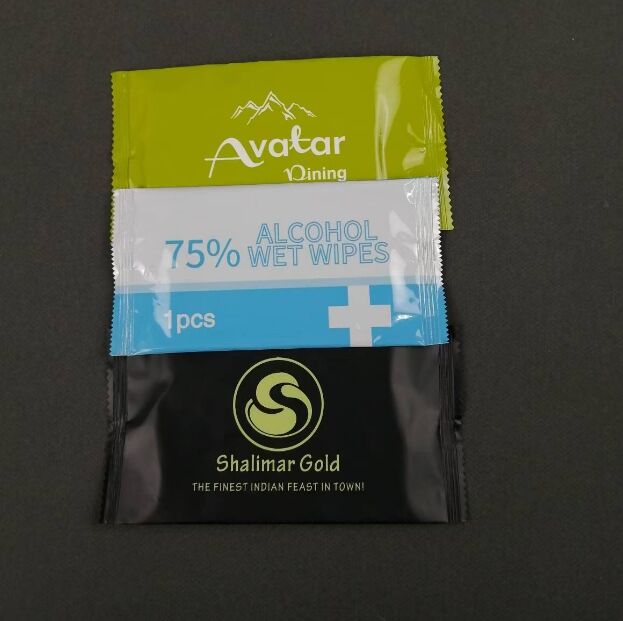 Avatar
Dining
75% ALCOHOL
WET WIPES
1pcs
Shalimar Gold
THE FINEST INDIAN FEAST IN TOWN!